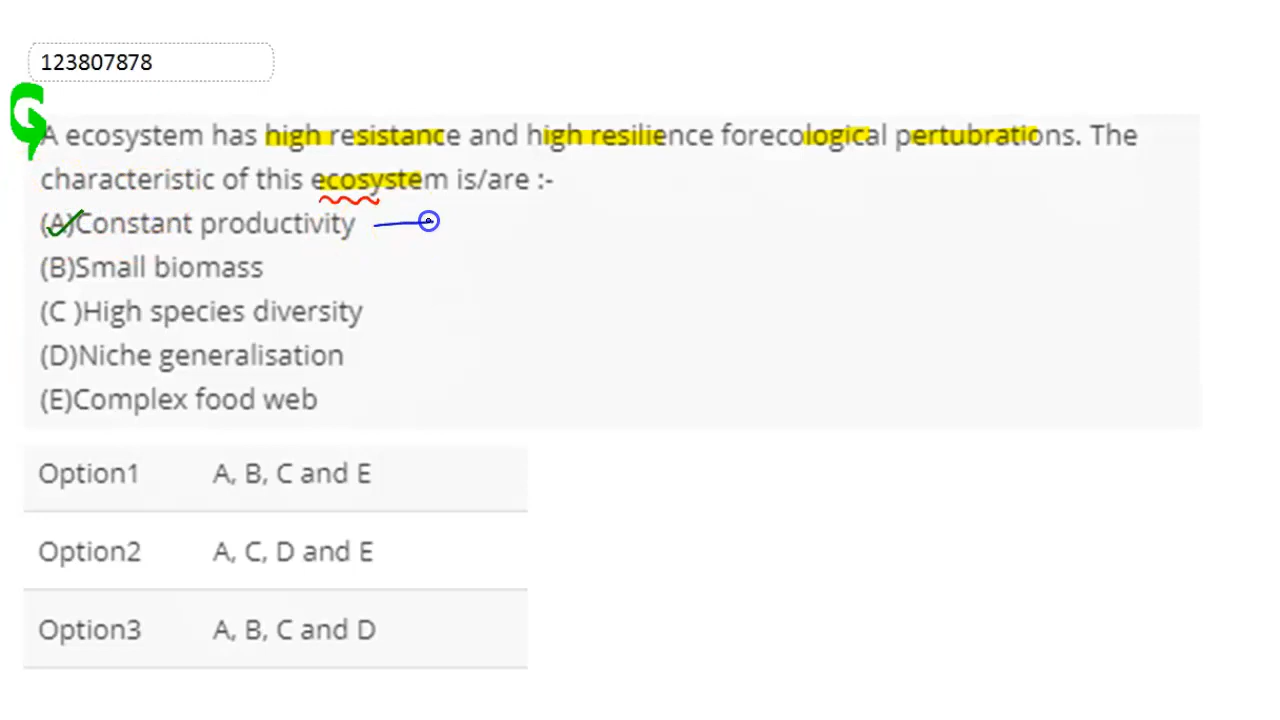 123807878
A ecosystem has high resistance and high resilience forecological pertubrations. The
characteristic of this ecosystem is/are :-
(A)Constant productivity
(B)Small biomass
(C )High species diversity
(D)Niche generalisation
(E)Complex food web
Option1 A, B, C and E
Option2 A, C, D and E
Option3 A, B, C and D